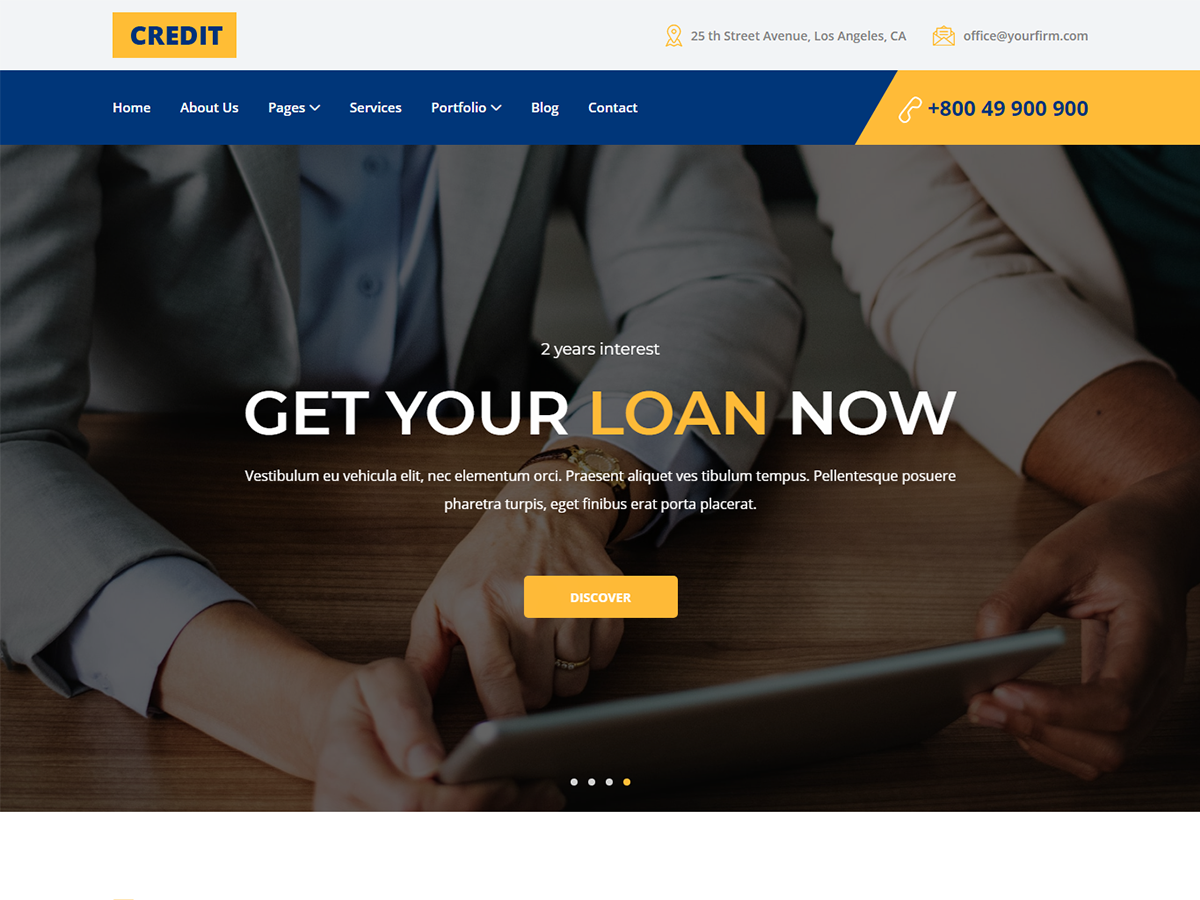 CREDIT
25 th Street Avenue, Los Angeles, CA
office@yourfirm.com
Home
About Us
Pages
Services
Portfolio
Blog
Contact
+800 49 900 900
2 years interest
GET YOUR LOAN NOW
Vestibulum eu vehicula elit, nec elementum orci. Praesent aliquet ves tibulum tempus. Pellentesque posuere
pharetra turpis, eget finibus erat porta placerat.
DISCOVER